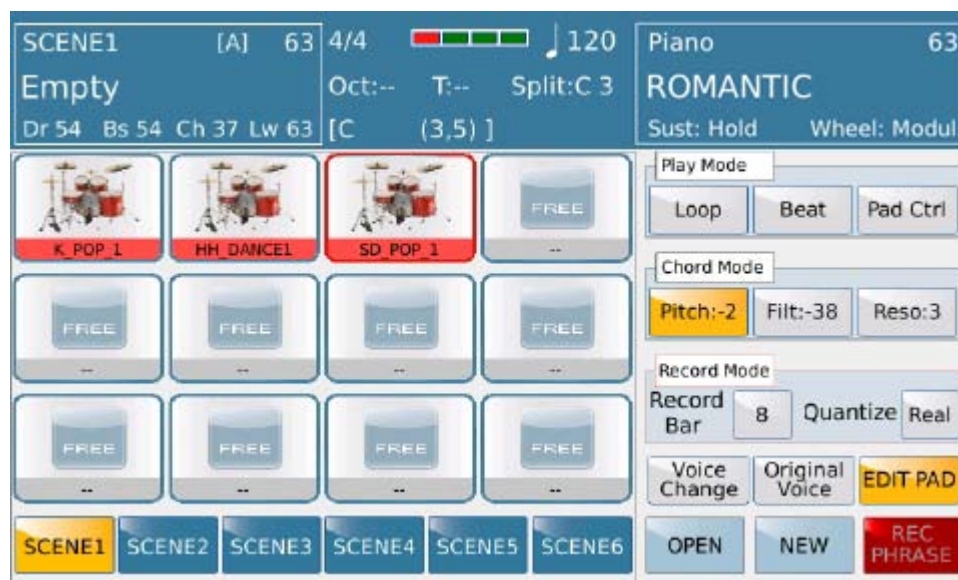 SCENE1 [A] 63
Empty
Dr 54 Bs 54 Ch 37 Lw 63
4/4 120
Oct:-- T:-- Split:C 3
[C (3,5) ]
Piano 63
ROMANTIC
Sust: Hold Wheel: Modul
K_POP_1
HH_DANCE1
SD_POP_1
FREE
--
FREE
--
FREE
--
FREE
--
FREE
--
FREE
--
FREE
--
FREE
--
FREE
--
Play Mode
Loop Beat Pad Ctrl
Chord Mode
Pitch:-2 Filt:-38 Reso:3
Record Mode
Record
Bar
8 Quantize Real
Voice
Change
Original
Voice
EDIT PAD
SCENE1 SCENE2 SCENE3 SCENE4 SCENE5 SCENE6
OPEN NEW
REC
PHRASE